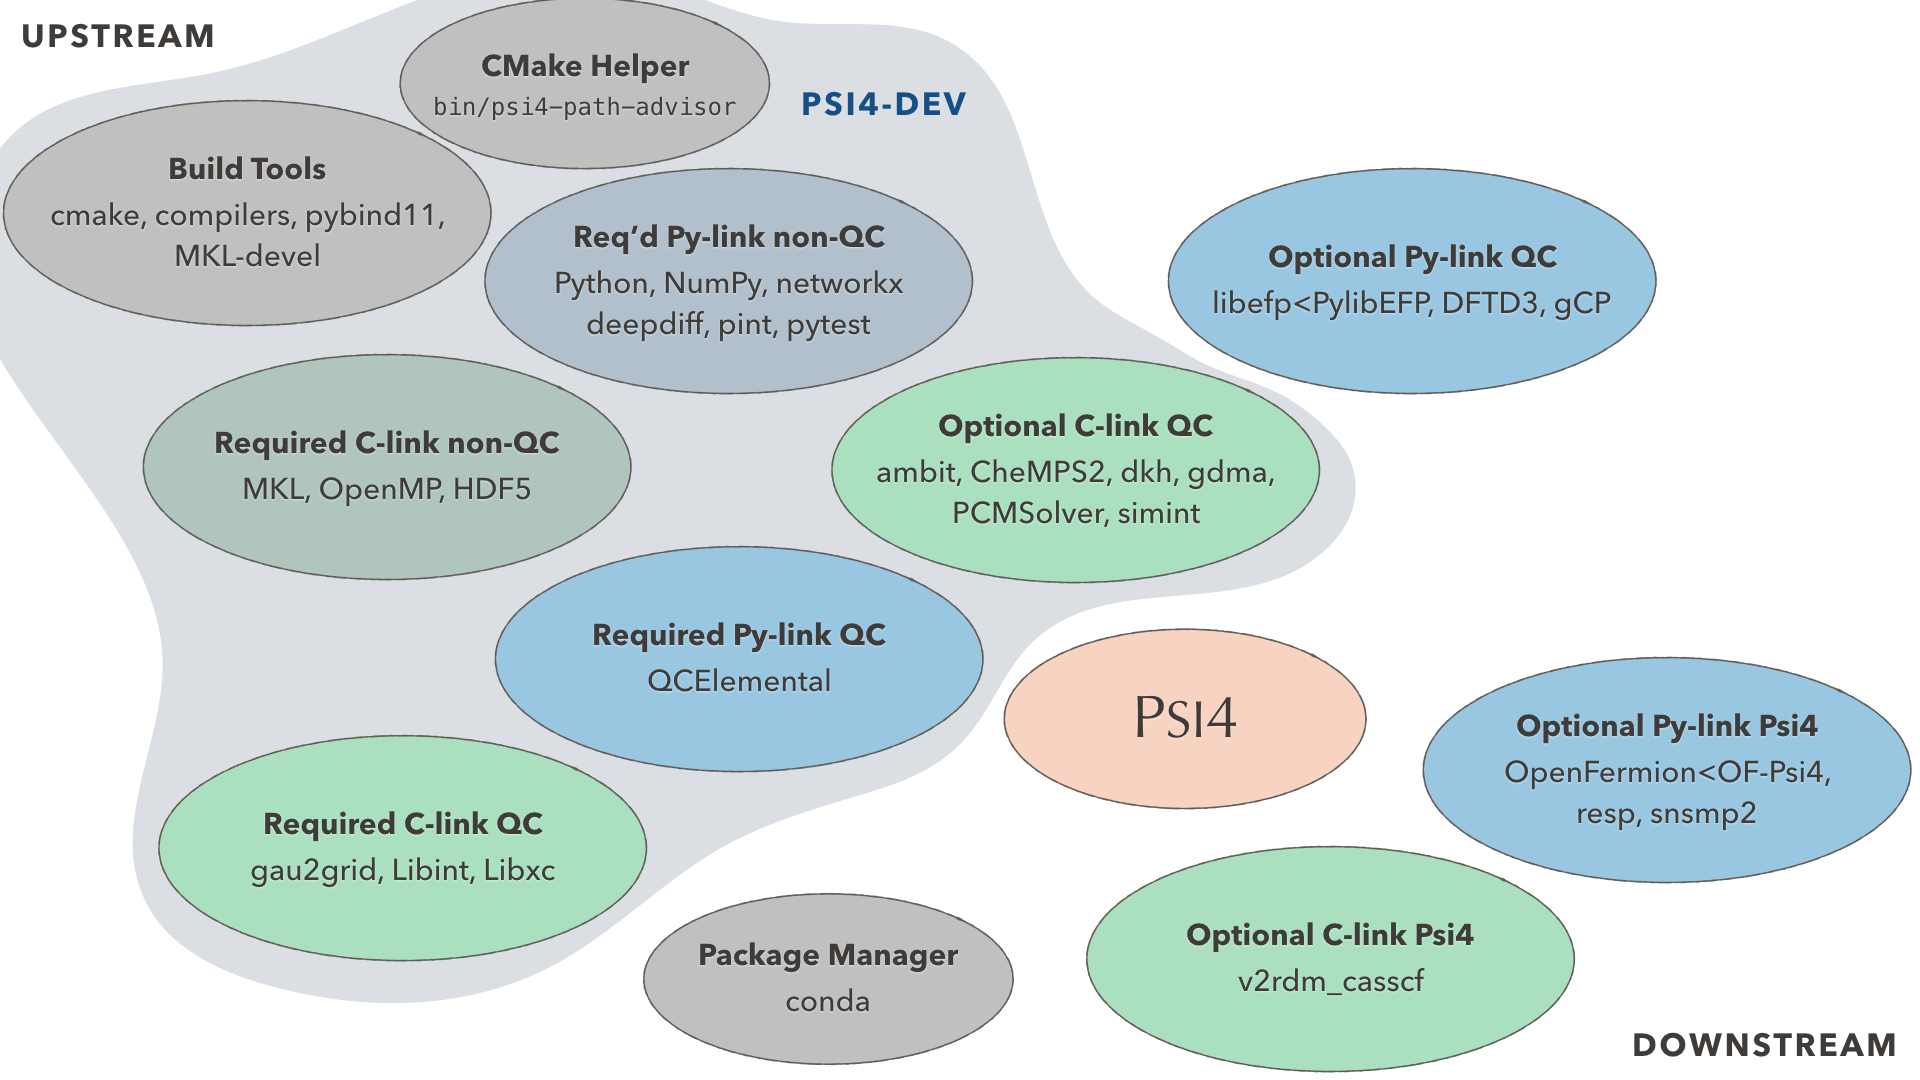 UPSTREAM
CMake Helper
bin/psi4-path-advisor
PSI4-DEV
Build Tools
cmake, compilers, pybind11,
MKL-devel
Req’d Py-link non-QC
Python, NumPy, networkx
deepdiff, pint, pytest
Optional Py-link QC
libefp<PylibEFP, DFTD3, gCP
Required C-link non-QC
MKL, OpenMP, HDF5
Optional C-link QC
ambit, CheMPS2, dkh, gdma,
PCMSolver, simint
Required Py-link QC
QCElemental
PSI4
Optional Py-link Psi4
OpenFermion<OF-Psi4,
resp, snsmp2
Required C-link QC
gau2grid, Libint, Libxc
Package Manager
conda
Optional C-link Psi4
v2rdm_casscf
DOWNSTREAM